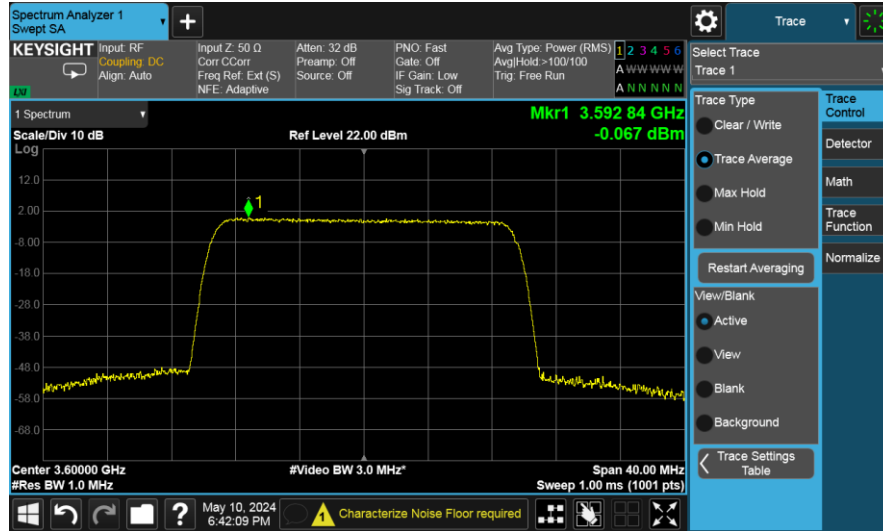 Spectrum Analyzer 1
Swept SA
+
Trace
KEYSIGHT
Input: RF
Coupling: DC
Align: Auto
Input Z: 50 Ω
Corr CCorr
Freq Ref: Ext (S)
NFE: Adaptive
Atten: 32 dB
Preamp: Off
Source: Off
PNO: Fast
Gate: Off
IF Gain: Low
Sig Track: Off
Avg Type: Power (RMS)
Avg|Hold:>100/100
Trig: Free Run
1 2 3 4 5 6
A W W W W W
A N N N N N
LXI
1 Spectrum
Scale/Div 10 dB
Log
Ref Level 22.00 dBm
Mkr1 3.592 84 GHz
-0.067 dBm
1
12.0
2.00
-8.00
-18.0
-28.0
-38.0
-48.0
-58.0
-68.0
Center 3.60000 GHz
#Res BW 1.0 MHz
#Video BW 3.0 MHz*
Span 40.00 MHz
Sweep 1.00 ms (1001 pts)
Select Trace
Trace 1
Trace Type
Clear / Write
Trace Average
Max Hold
Min Hold
Restart Averaging
View/Blank
Active
View
Blank
Background
Trace Settings
Table
Trace
Control
Detector
Math
Trace
Function
Normalize
?
May 10, 2024
6:42:09 PM
Characterize Noise Floor required